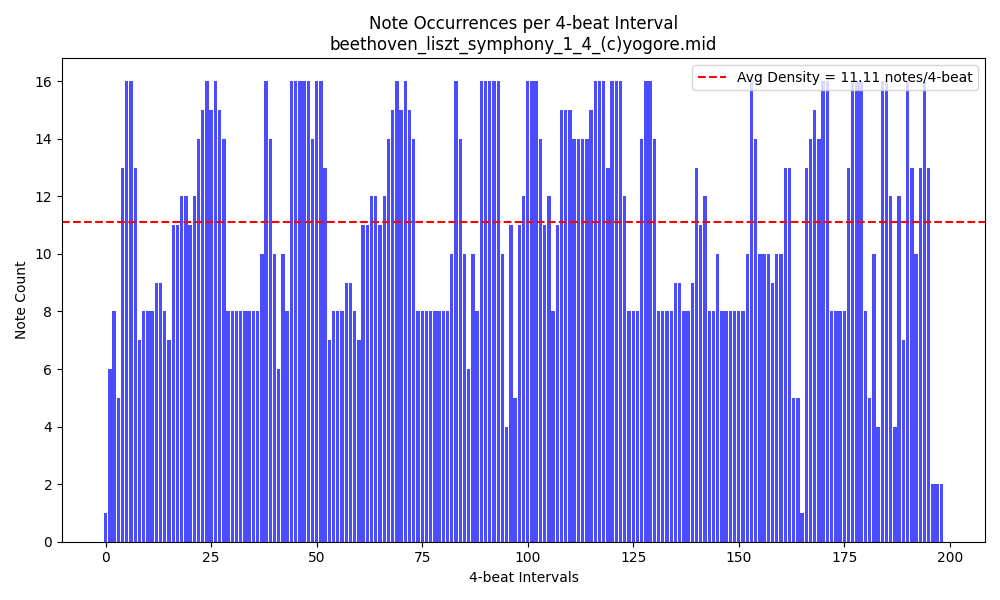 Note Occurrences per 4-beat Interval
beethoven_liszt_symphony_1_4_(c)yogore.mid
Avg Density = 11.11 notes/4-beat
Note Count
16
14
12
10
8
6
4
2
0
0 25 50 75 100 125 150 175 200
4-beat Intervals